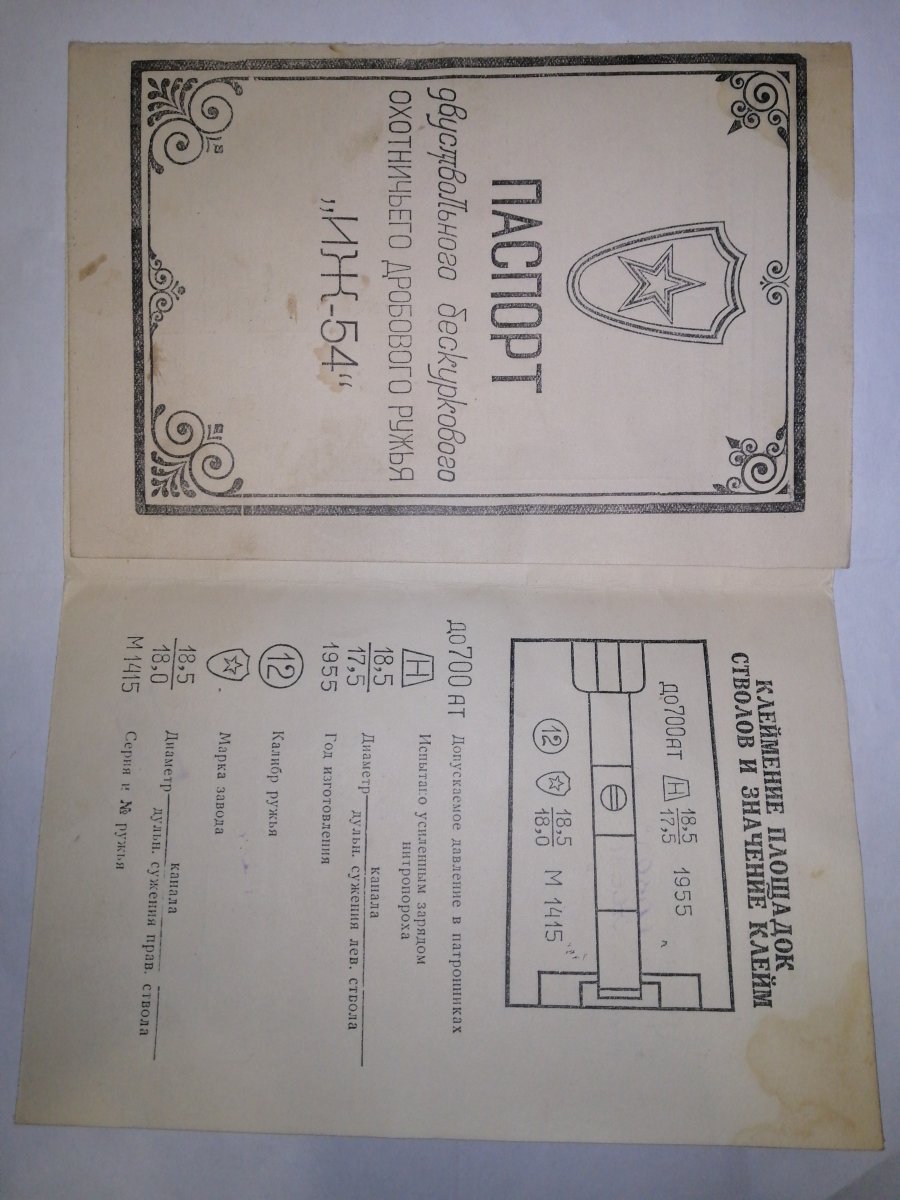 ПАСПОРТ
двуствольного бескуркового
ОХОТНИЧЬЕГО ДРОБОВОГО РУЖЬЯ
„ИЖ-54“
КЛЕЙМЕНИЕ ПЛОЩАДОК
СТВОЛОВ И ЗНАЧЕНИЕ КЛЕЙМ
до700АТ Н 18,5 1955
17,5
12 18,5 М 1415
18,0
до700 АТ Допускаемое давление в патронниках
Н Испытано усиленным зарядом
нитропороха
18,5 Диаметр канала
17,5 дульн. сужения лев. ствола
1955 Год изготовления
12 Калибр ружья
Марка завода
18,5 Диаметр канала
18,0 дульн. сужения прав. ствола
М 1415 Серия и № ружья